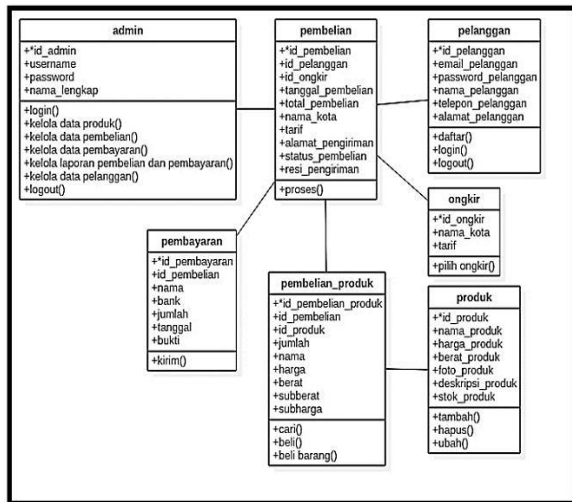 admin
+*id_admin
+username
+password
+nama_lengkap
+login()
+kelola data produk()
+kelola data pembelian()
+kelola data pembayaran()
+kelola laporan pembelian dan pembayaran()
+kelola data pelanggan()
+logout()
pembelian
+*id_pembelian
+id_pelanggan
+id_ongkir
+tanggal_pembelian
+total_pembelian
+nama_kota
+tarif
+alamat_pengiriman
+status_pembelian
+resi_pengiriman
+proses()
pelanggan
+*id_pelanggan
+email_pelanggan
+password_pelanggan
+nama_pelanggan
+telepon_pelanggan
+alamat_pelanggan
+daftar()
+login()
+logout()
ongkir
+*id_ongkir
+nama_kota
+tarif
+pilih ongkir()
pembayaran
+*id_pembayaran
+id_pembelian
+nama
+bank
+jumlah
+tanggal
+bukti
+kirim()
pembelian_produk
+*id_pembelian_produk
+id_pembelian
+id_produk
+jumlah
+nama
+harga
+berat
+subberat
+subharga
+cari()
+beli()
+beli barang()
produk
+*id_produk
+nama_produk
+harga_produk
+berat_produk
+foto_produk
+deskripsi_produk
+stok_produk
+tambah()
+hapus()
+ubah()